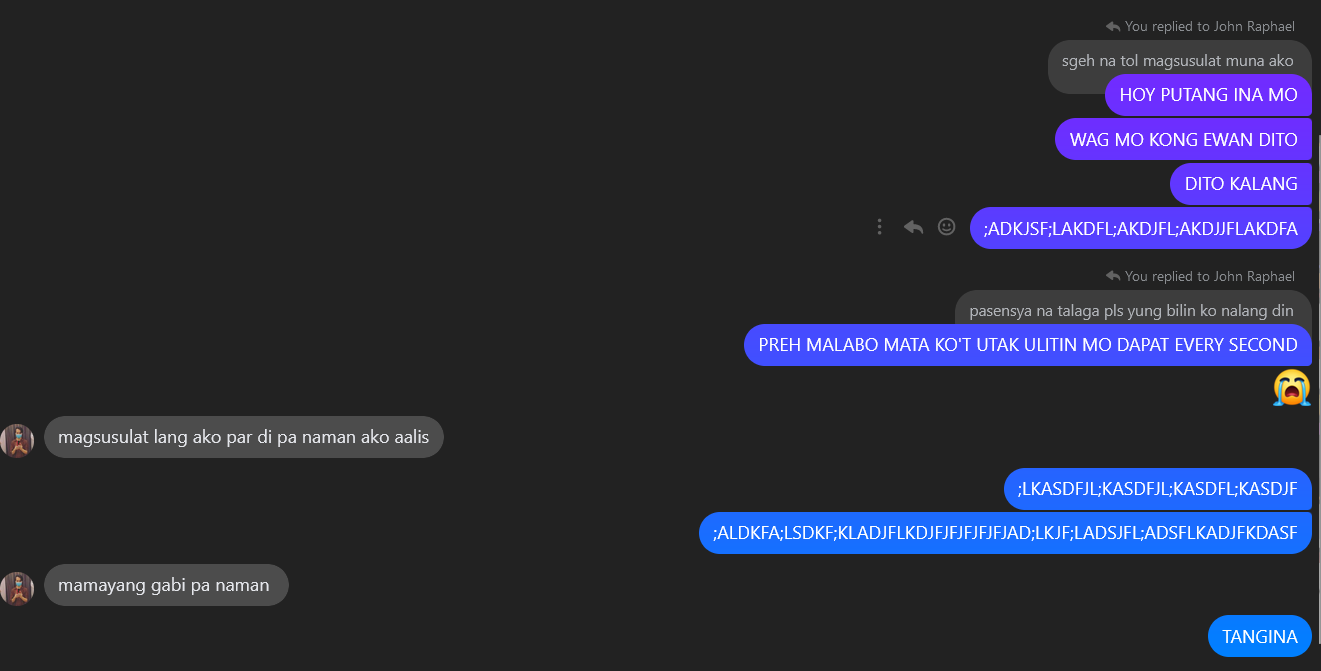 You replied to John Raphael
sgeh na tol magsusulat muna ako
HOY PUTANG INA MO
WAG MO KONG EWAN DITO
DITO KALANG
;ADKJSF;LAKDFL;AKDJFL;AKDJJFLAKDFA
You replied to John Raphael
pasensya na talaga pls yung bilin ko nalang din
PREH MALABO MATA KO'T UTAK ULITIN MO DAPAT EVERY SECOND
magsusulat lang ako par di pa naman ako aalis
;LKASDFJL;KASDFJL;KASDFL;KASDJF
;ALDKFA;LSDKF;KLADJFLKDJFJFJFJFJFJAD;LKJF;LADSJFL;ADSFLKADJFKDASF
mamayang gabi pa naman
TANGINA